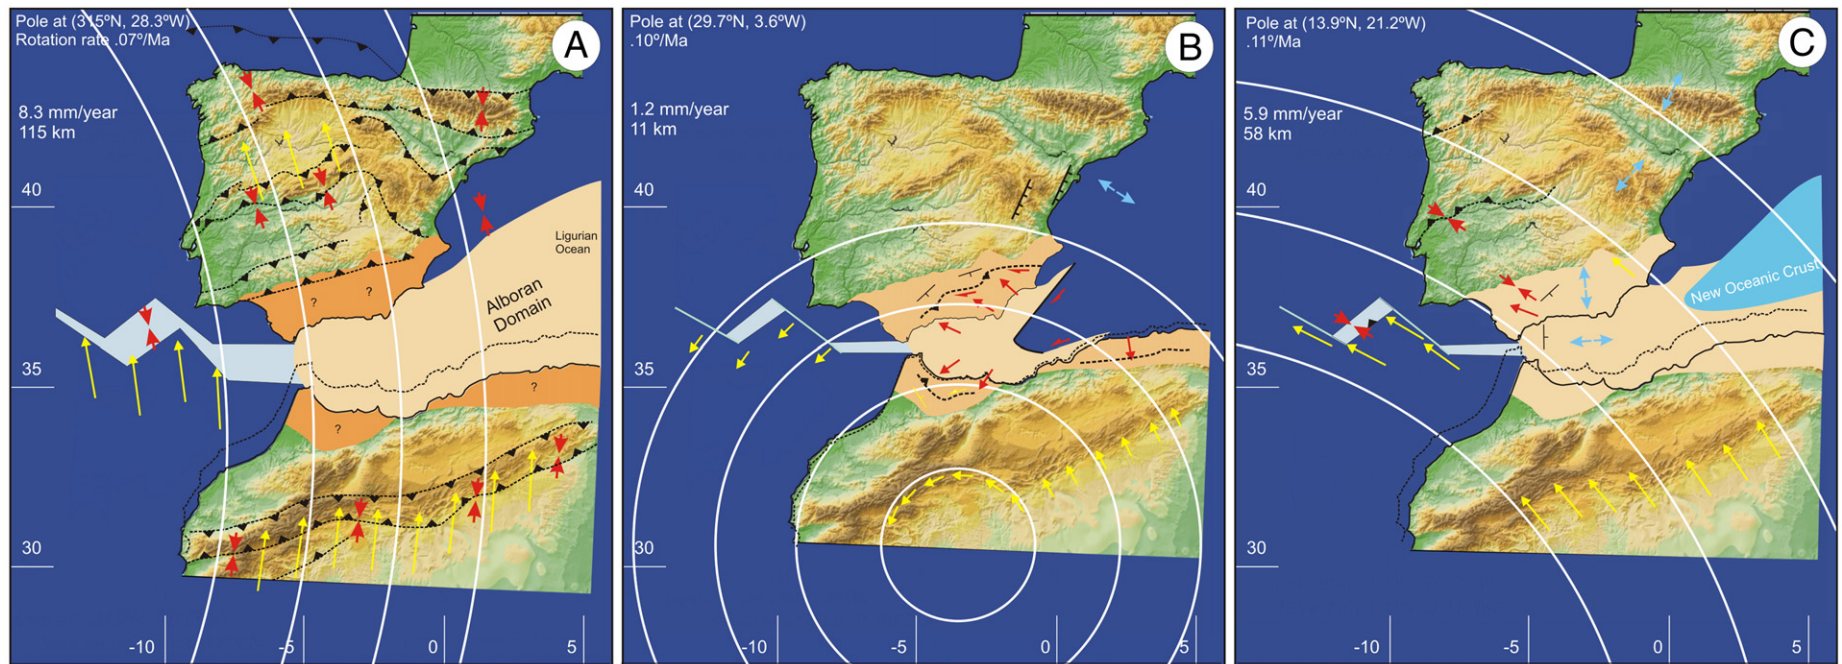 Pole at (315ºN, 28.3ºW)
Rotation rate .07º/Ma
A
8.3 mm/year
115 km
40
35
30
Ligurian
Ocean
Alboran
Domain
?
?
?
?
-10
-5
0
5
Pole at (29.7ºN, 3.6ºW)
.10º/Ma
B
1.2 mm/year
11 km
40
35
30
-10
-5
0
5
Pole at (13.9ºN, 21.2ºW)
.11º/Ma
C
5.9 mm/year
58 km
40
35
30
New Oceanic Crust
-10
-5
0
5